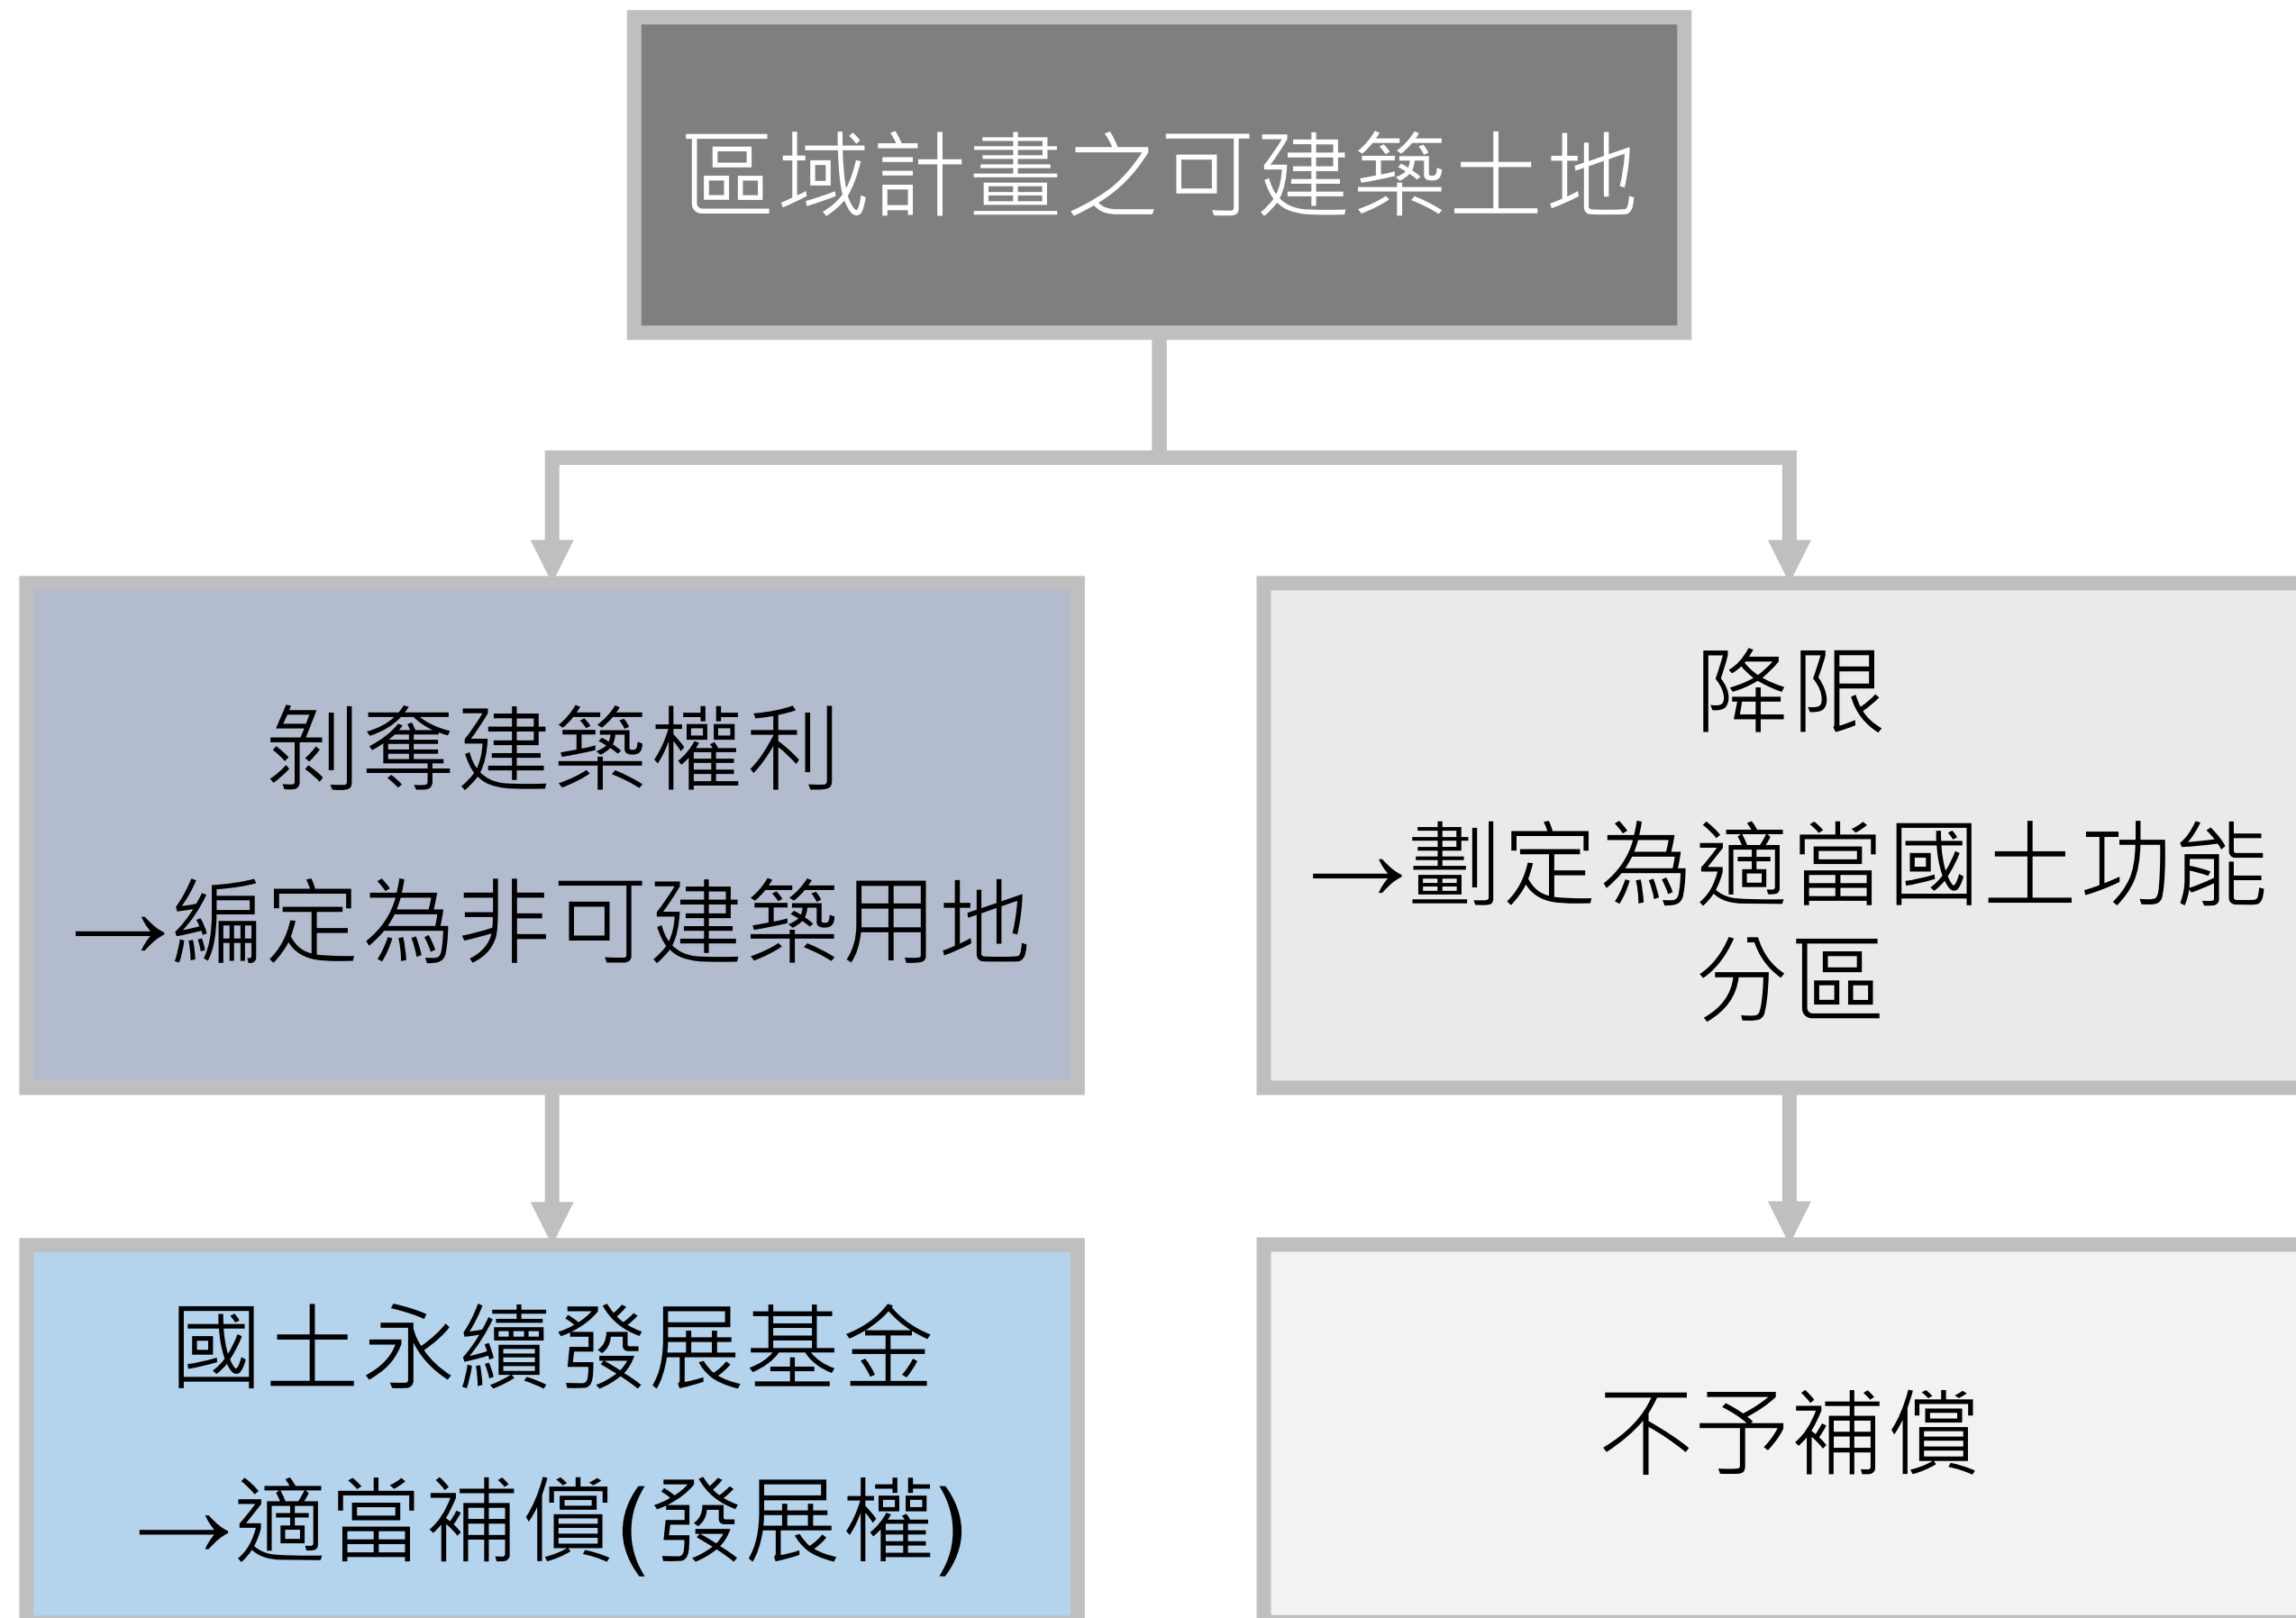 區域計畫之可建築土地
剝奪建築權利
→編定為非可建築用地
降限
→劃定為適當國土功能
分區
國土永續發展基金
→適當補償(發展權)
不予補償